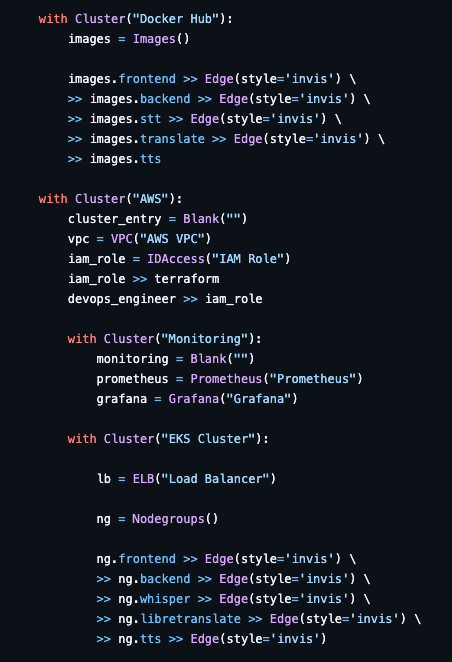 with Cluster("Docker Hub"):
    images = Images()

    images.frontend >> Edge(style='invis') \
    >> images.backend >> Edge(style='invis') \
    >> images.stt >> Edge(style='invis') \
    >> images.translate >> Edge(style='invis') \
    >> images.tts

with Cluster("AWS"):
    cluster_entry = Blank("")
    vpc = VPC("AWS VPC")
    iam_role = IDAccess("IAM Role")
    iam_role >> terraform
    devops_engineer >> iam_role

    with Cluster("Monitoring"):
        monitoring = Blank("")
        prometheus = Prometheus("Prometheus")
        grafana = Grafana("Grafana")

    with Cluster("EKS Cluster"):

        lb = ELB("Load Balancer")

        ng = Nodegroups()

        ng.frontend >> Edge(style='invis') \
        >> ng.backend >> Edge(style='invis') \
        >> ng.whisper >> Edge(style='invis') \
        >> ng.libretranslate >> Edge(style='invis') \
        >> ng.tts >> Edge(style='invis')